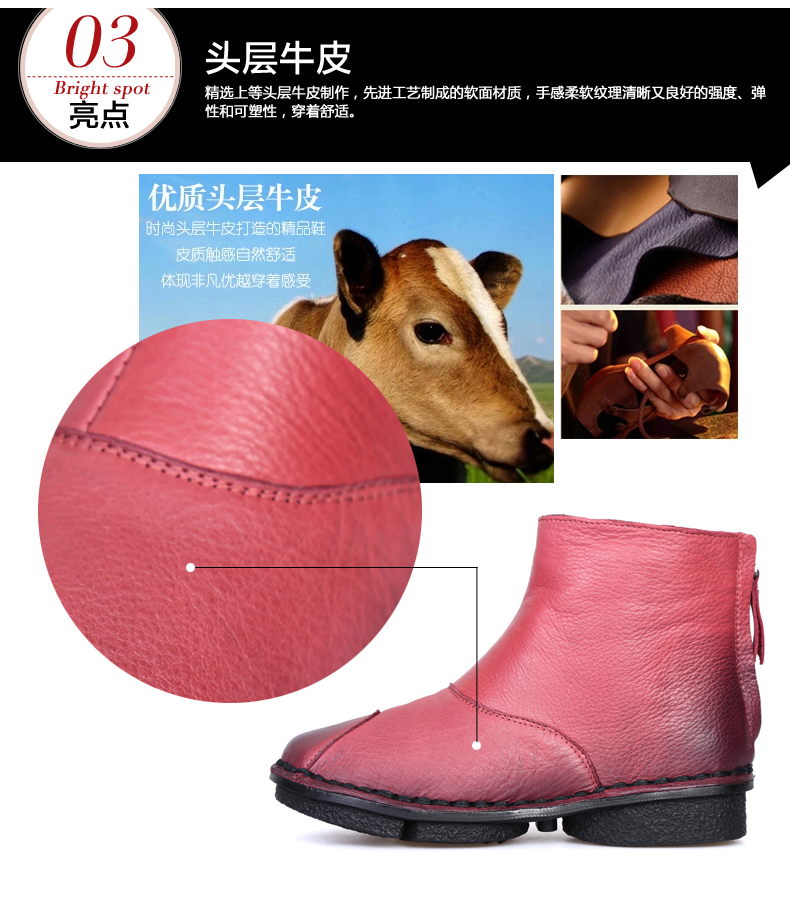 03
Bright spot
亮点
头层牛皮
精选上等头层牛皮制作，先进工艺制成的软面材质，手感柔软纹理清晰又良好的强度、弹
性和可塑性，穿着舒适。
优质头层牛皮
时尚头层牛皮打造的精品鞋
皮质触感自然舒适
体现非凡优越穿着感受